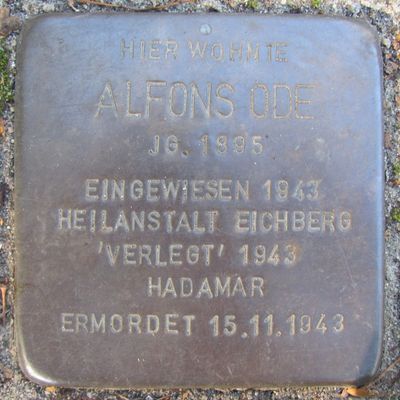 HIER WOHNTE
ALFONS ODE
JG. 1895
EINGEWIESEN 1943
HEILANSTALT EICHBERG
'VERLEGT' 1943
HADAMAR
ERMORDET 15.11.1943